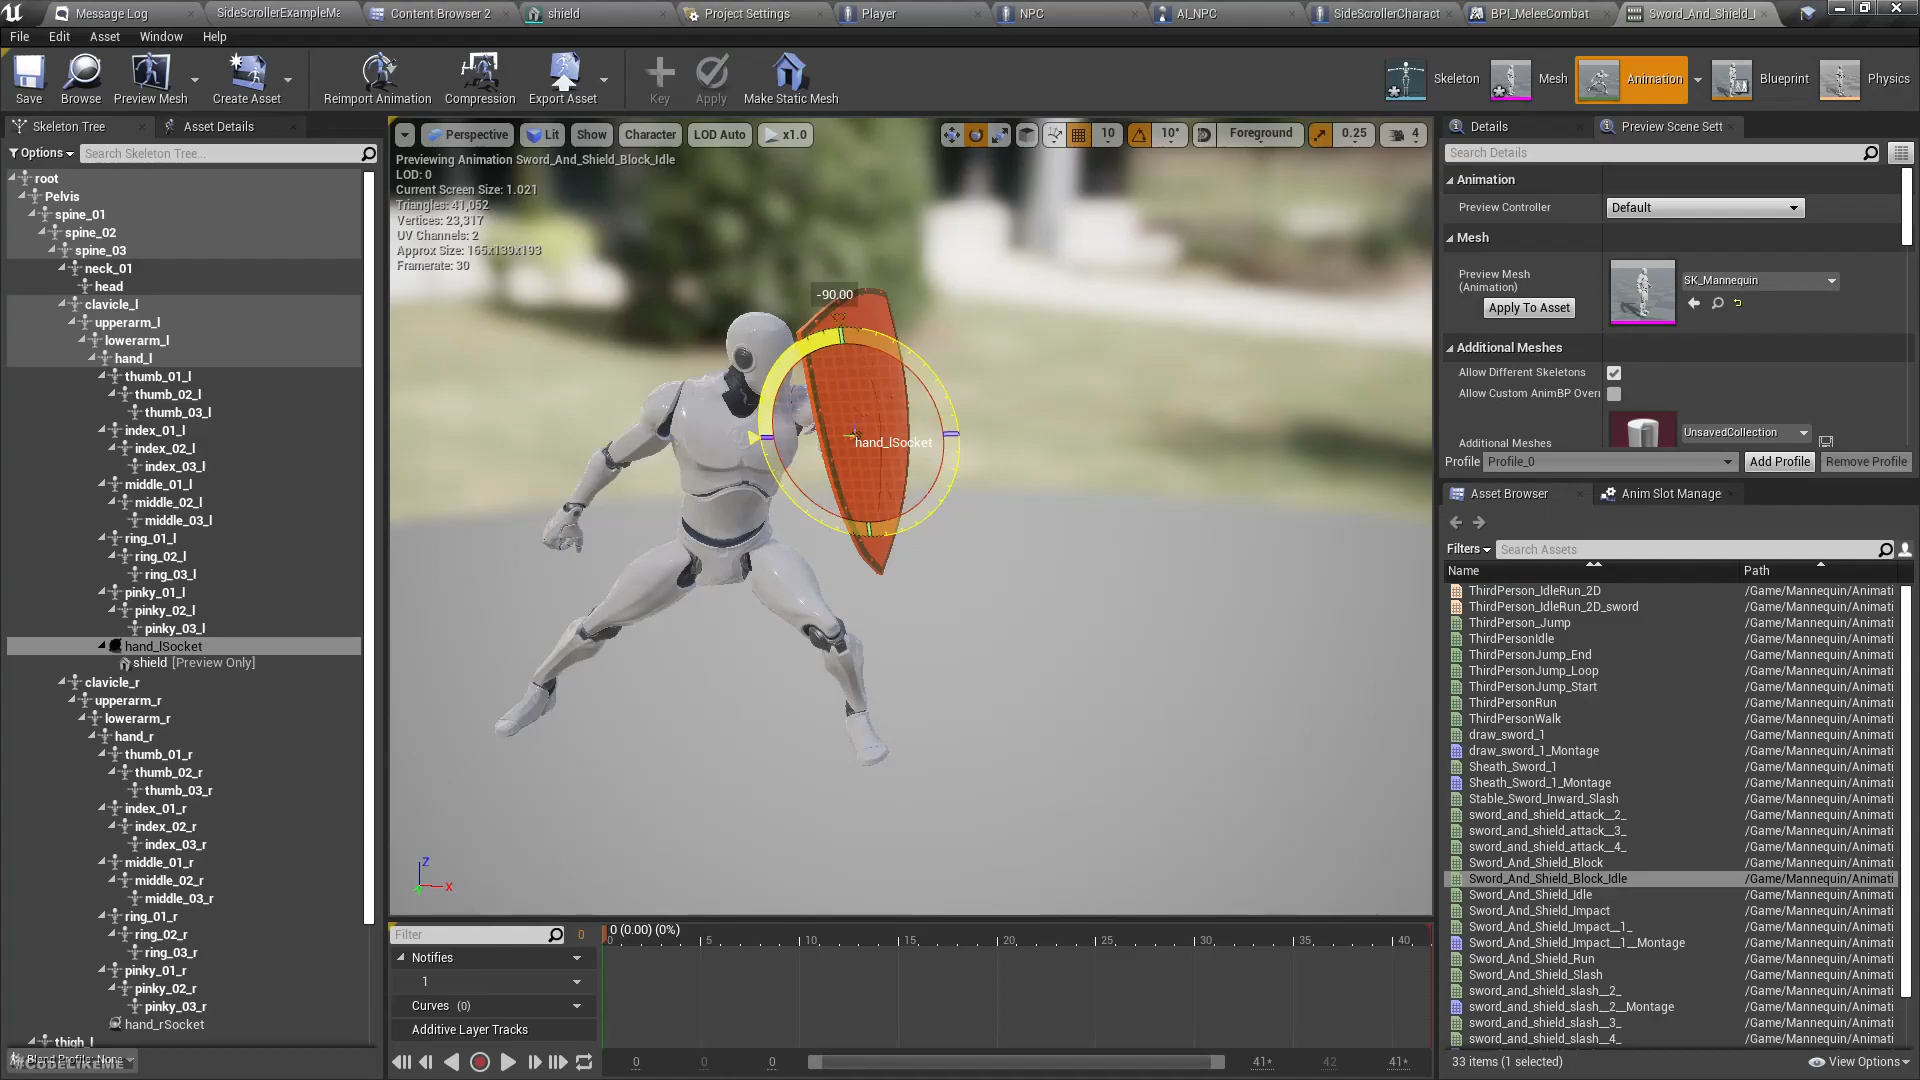 Message Log
SideScrollerExampleMa
Content Browser 2
shield
Project Settings
Player
NPC
AI_NPC
SideScrollerCharact
BPI_MeleeCombat
Sword_And_Shield_I
File Edit Asset Window Help
Save
Browse
Preview Mesh
Create Asset
Reimport Animation
Compression
Export Asset
Key
Apply
Make Static Mesh
Skeleton
Mesh
Animation
Blueprint
Physics
Skeleton Tree
Asset Details
Options
Search Skeleton Tree...
root
Pelvis
spine_01
spine_02
spine_03
neck_01
head
clavicle_l
upperarm_l
lowerarm_l
hand_l
thumb_01_l
thumb_02_l
thumb_03_l
index_01_l
index_02_l
index_03_l
middle_01_l
middle_02_l
middle_03_l
ring_01_l
ring_02_l
ring_03_l
pinky_01_l
pinky_02_l
pinky_03_l
hand_lSocket
shield [Preview Only]
clavicle_r
upperarm_r
lowerarm_r
hand_r
thumb_01_r
thumb_02_r
thumb_03_r
index_01_r
index_02_r
index_03_r
middle_01_r
middle_02_r
middle_03_r
ring_01_r
ring_02_r
ring_03_r
pinky_01_r
pinky_02_r
pinky_03_r
hand_rSocket
thigh_l
Blend Profile: None
#CodeLikeMe
Perspective Lit Show Character LOD Auto x1.0
10 10° Foreground 0.25 4
Previewing Animation Sword_And_Shield_Block_Idle
LOD: 0
Current Screen Size: 1.021
Triangles: 41,052
Vertices: 23,317
UV Channels: 2
Approx Size: 165x139x193
Framerate: 30
-90.00
hand_lSocket
Z
X
Filter
0
0 (0.00) (0%)
0 5 10 15 20 25 30 35 40
Notifies
1
Curves (0)
Additive Layer Tracks
0 0 0 41* 42 41*
Details
Preview Scene Sett
Search Details
Animation
Preview Controller
Default
Mesh
Preview Mesh
(Animation)
Apply To Asset
SK_Mannequin
Additional Meshes
Allow Different Skeletons
Allow Custom AnimBP Overr
Additional Meshes
UnsavedCollection
Profile Profile_0
Add Profile
Remove Profile
Asset Browser
Anim Slot Manage
Filters
Search Assets
Name Path
ThirdPerson_IdleRun_2D /Game/Mannequin/Animati
ThirdPerson_IdleRun_2D_sword /Game/Mannequin/Animati
ThirdPerson_Jump /Game/Mannequin/Animati
ThirdPersonIdle /Game/Mannequin/Animati
ThirdPersonJump_End /Game/Mannequin/Animati
ThirdPersonJump_Loop /Game/Mannequin/Animati
ThirdPersonJump_Start /Game/Mannequin/Animati
ThirdPersonRun /Game/Mannequin/Animati
ThirdPersonWalk /Game/Mannequin/Animati
draw_sword_1 /Game/Mannequin/Animati
draw_sword_1_Montage /Game/Mannequin/Animati
Sheath_Sword_1 /Game/Mannequin/Animati
Sheath_Sword_1_Montage /Game/Mannequin/Animati
Stable_Sword_Inward_Slash /Game/Mannequin/Animati
sword_and_shield_attack__2_ /Game/Mannequin/Animati
sword_and_shield_attack__3_ /Game/Mannequin/Animati
sword_and_shield_attack__4_ /Game/Mannequin/Animati
Sword_And_Shield_Block /Game/Mannequin/Animati
Sword_And_Shield_Block_Idle /Game/Mannequin/Animati
Sword_And_Shield_Idle /Game/Mannequin/Animati
Sword_And_Shield_Impact /Game/Mannequin/Animati
Sword_And_Shield_Impact__1_ /Game/Mannequin/Animati
Sword_And_Shield_Impact__1__Montage /Game/Mannequin/Animati
Sword_And_Shield_Run /Game/Mannequin/Animati
Sword_And_Shield_Slash /Game/Mannequin/Animati
sword_and_shield_slash__2_ /Game/Mannequin/Animati
sword_and_shield_slash__2__Montage /Game/Mannequin/Animati
sword_and_shield_slash__3_ /Game/Mannequin/Animati
sword_and_shield_slash__4_ /Game/Mannequin/Animati
33 items (1 selected)
View Options